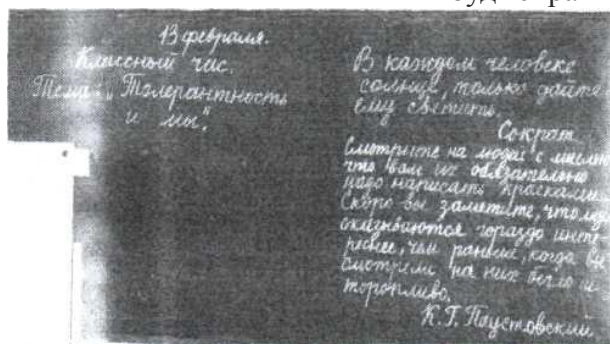 13 февраля.
Классный час.
Тема: „Толерантность
и мы."
В каждом человеке
солнце, только дайте
ему светить.
Сократ
Смотрите на людей с мыслью
что вам их обязательно
надо написать красками.
Скоро вы заметите, что
оказываются гораздо инте
реснее, чем раньше, когда вы
смотрели на них бегло и
торопливо.
К.Г. Паустовский